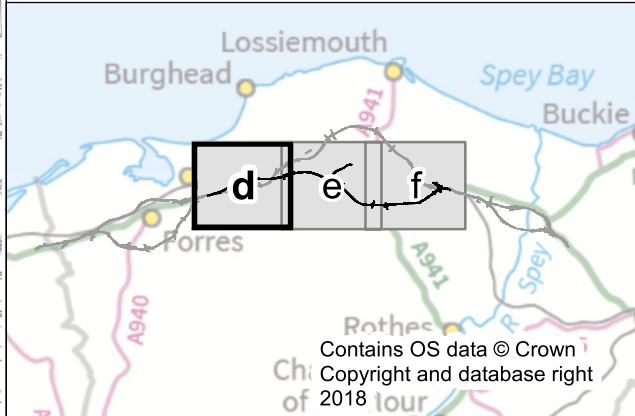 Lossiemouth
Burghead
Spey Bay
A941
Buckie
d
e
f
Forres
A941
Spey
A940
R
Rothes
Contains OS data © Crown
Copyright and database right
2018